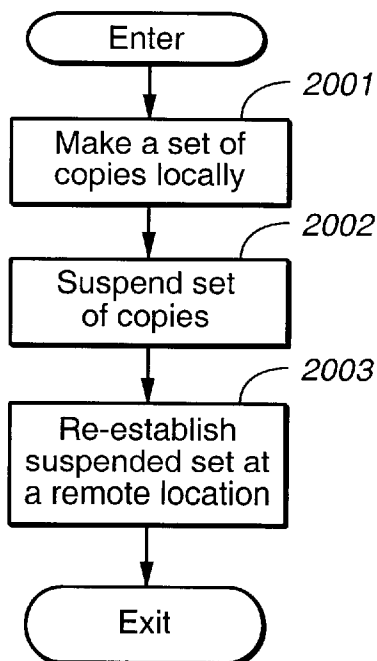 Enter
2001
Make a set of
copies locally
2002
Suspend set
of copies
2003
Re-establish
suspended set at
a remote location
Exit